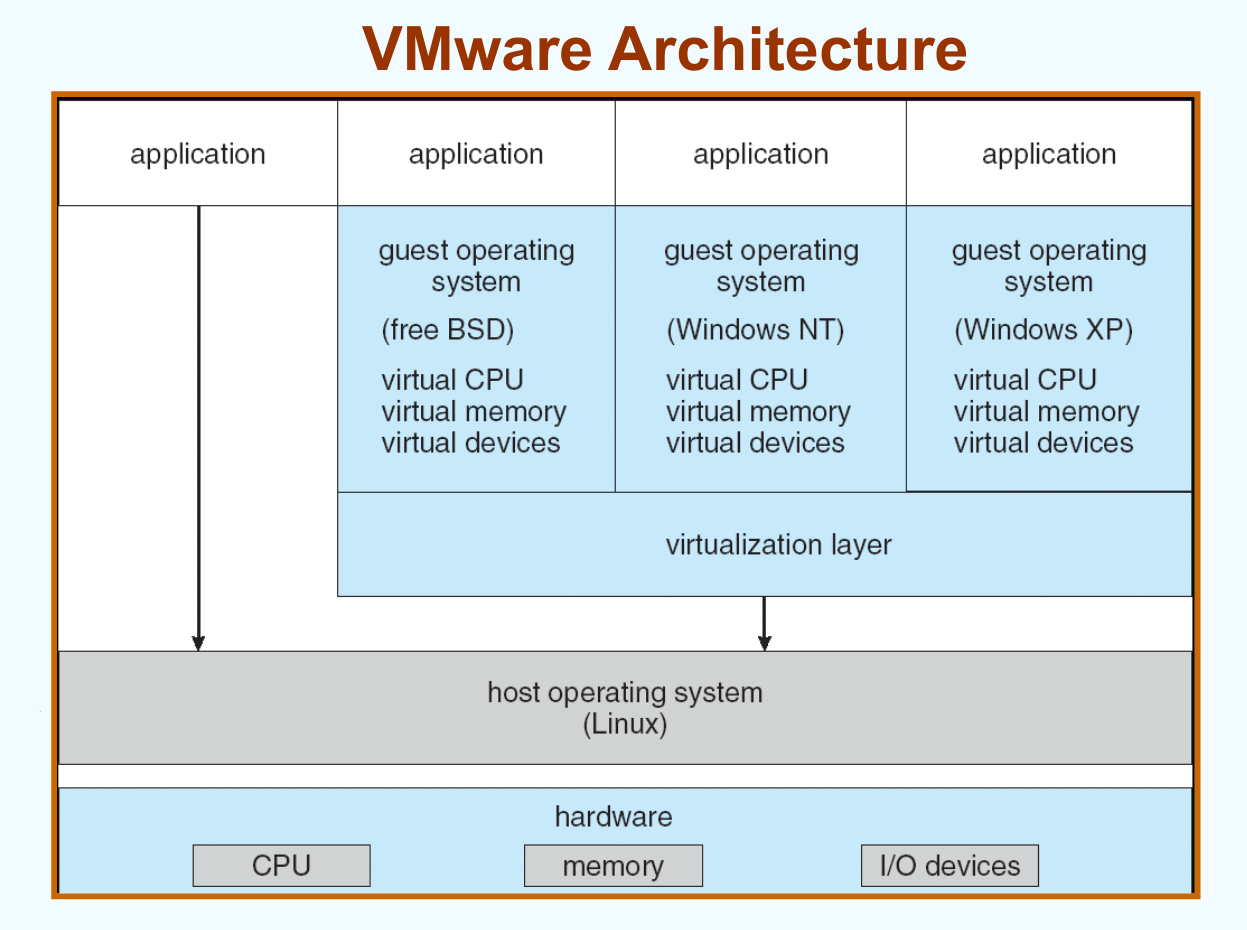 VMware Architecture
application
application
application
application
guest operating
system
(free BSD)
virtual CPU
virtual memory
virtual devices
guest operating
system
(Windows NT)
virtual CPU
virtual memory
virtual devices
guest operating
system
(Windows XP)
virtual CPU
virtual memory
virtual devices
virtualization layer
host operating system
(Linux)
hardware
CPU
memory
I/O devices